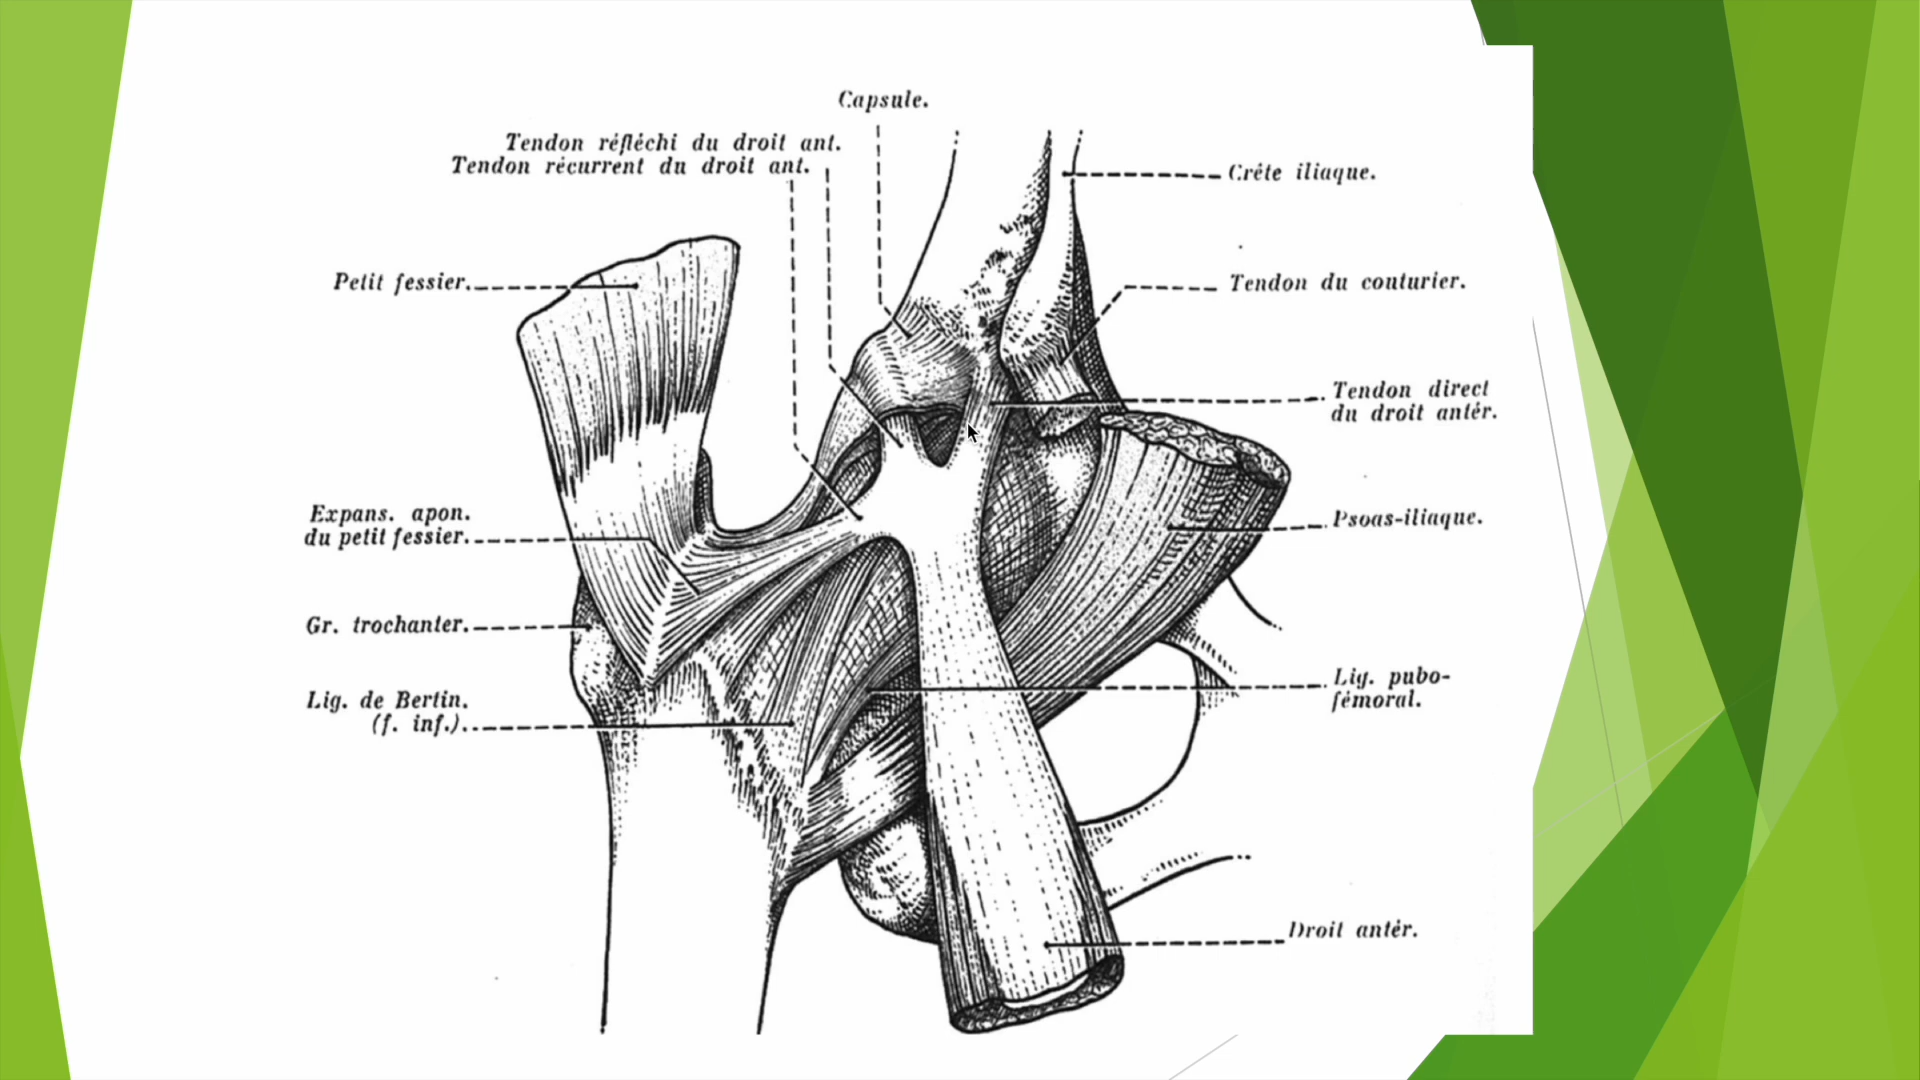 Capsule.
Tendon réfléchi du droit ant.
Tendon récurrent du droit ant.
Crête iliaque.
Petit fessier.
Tendon du conturier.
Tendon direct
du droit antér.
Expans. apon.
du petit fessier.
Psoas-iliaque.
Gr. trochanter.
Lig. de Bertin.
(f. inf.).
Lig. pubo-
fémoral.
Droit antér.